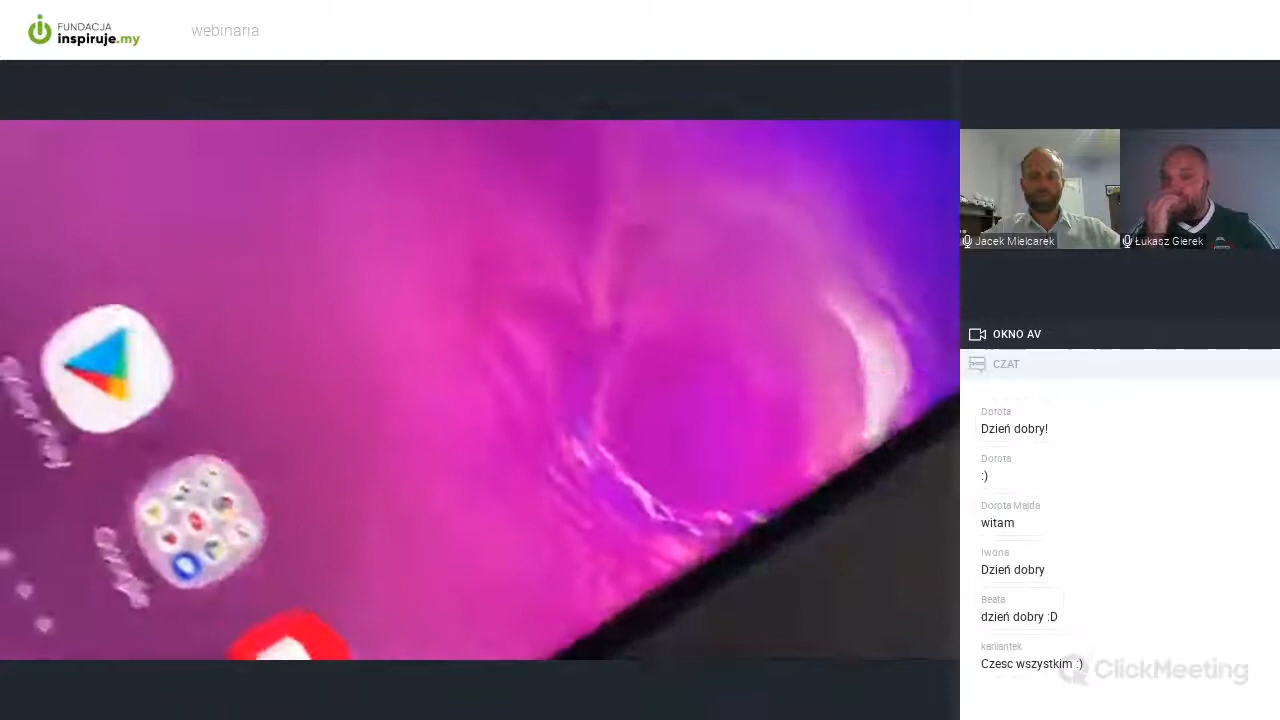 FUNDACJA
inspiruje.my
webinaria
Jacek Mielcarek
Łukasz Gierek
OKNO AV
CZAT
Dorota
Dzień dobry!
Dorota
:)
Dorota Majda
witam
Iwona
Dzień dobry
Beata
dzień dobry :D
karliantek
Czesc wszystkim :)
ClickMeeting